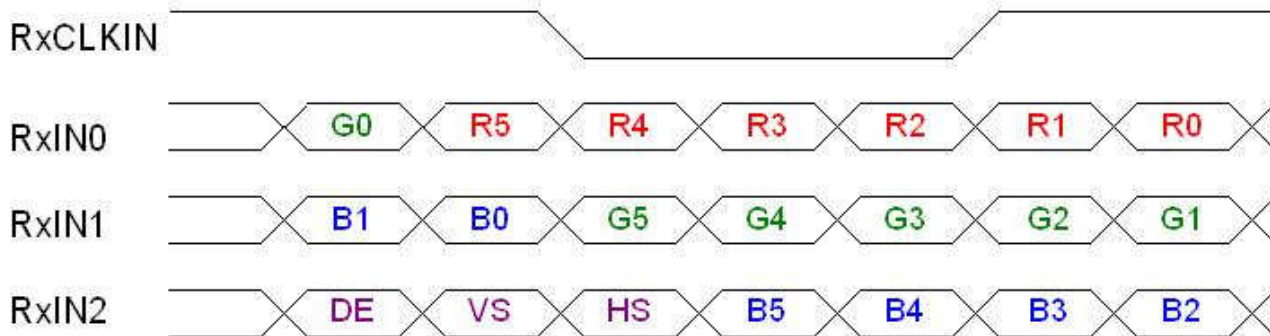 RxCLKIN
RxIN0 G0 R5 R4 R3 R2 R1 R0
RxIN1 B1 B0 G5 G4 G3 G2 G1
RxIN2 DE VS HS B5 B4 B3 B2